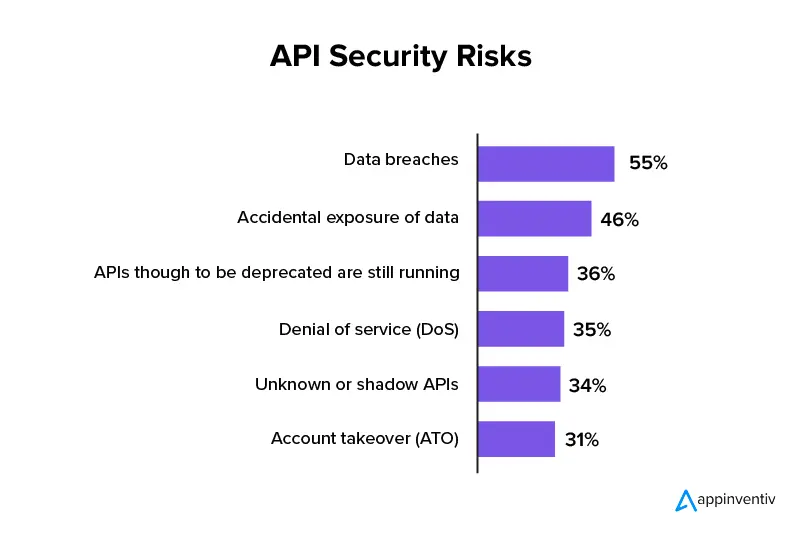 API Security Risks
Data breaches 55%
Accidental exposure of data 46%
APIs though to be deprecated are still running 36%
Denial of service (DoS) 35%
Unknown or shadow APIs 34%
Account takeover (ATO) 31%
appinventiv